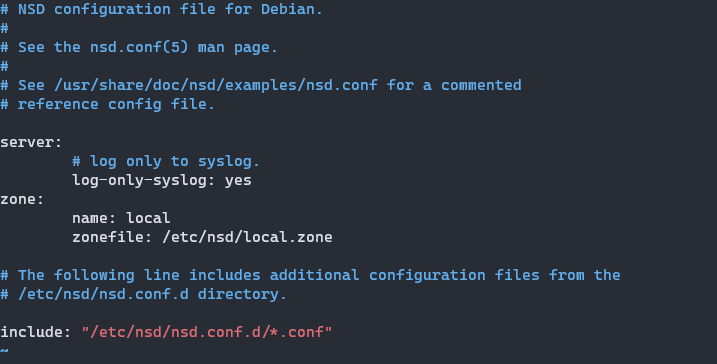 # NSD configuration file for Debian.
#
# See the nsd.conf(5) man page.
#
# See /usr/share/doc/nsd/examples/nsd.conf for a commented
# reference config file.
server:
# log only to syslog.
log-only-syslog: yes
zone:
name: local
zonefile: /etc/nsd/local.zone
# The following line includes additional configuration files from the
# /etc/nsd/nsd.conf.d directory.
include: "/etc/nsd/nsd.conf.d/*.conf"
~